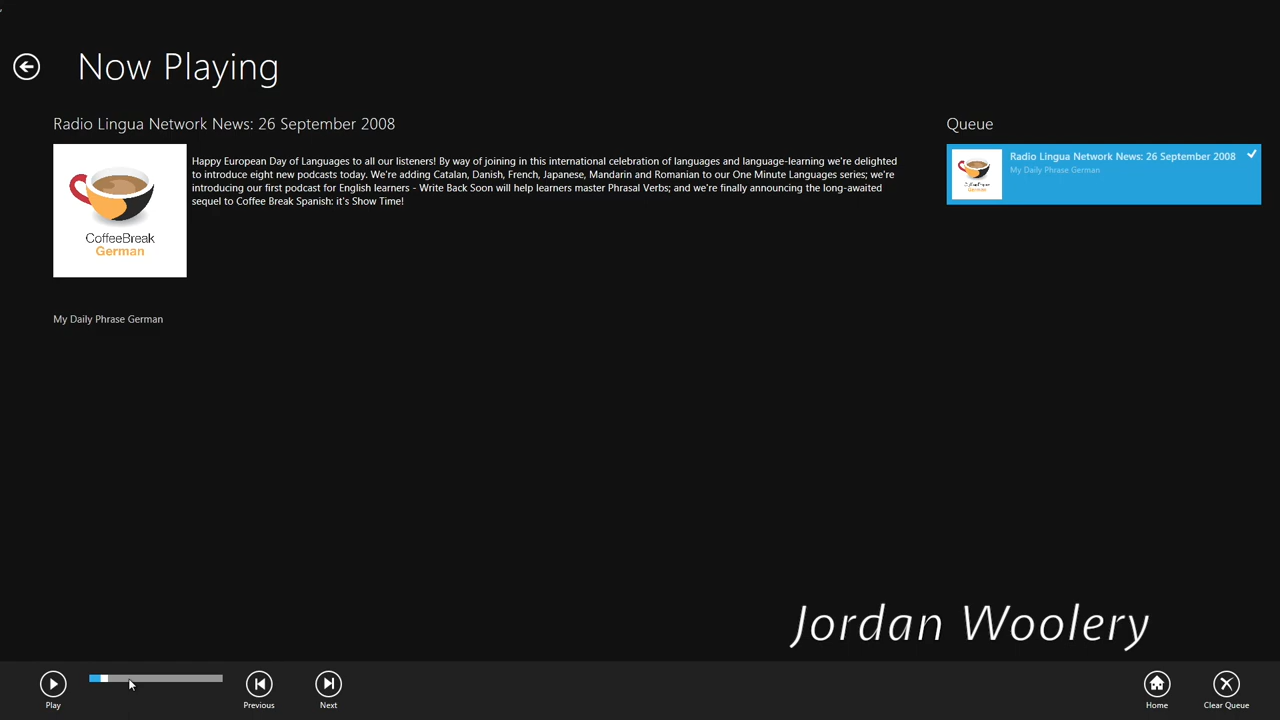 Now Playing
Radio Lingua Network News: 26 September 2008
CoffeeBreak
German
Happy European Day of Languages to all our listeners! By way of joining in this international celebration of languages and language-learning we're delighted
to introduce eight new podcasts today. We're adding Catalan, Danish, French, Japanese, Mandarin and Romanian to our One Minute Languages series; we're
introducing our first podcast for English learners - Write Back Soon will help learners master Phrasal Verbs; and we're finally announcing the long-awaited
sequel to Coffee Break Spanish: it's Show Time!
My Daily Phrase German
Queue
CoffeeBreak
German
Radio Lingua Network News: 26 September 2008
My Daily Phrase German
Jordan Woolery
Play
Previous
Next
Home
Clear Queue